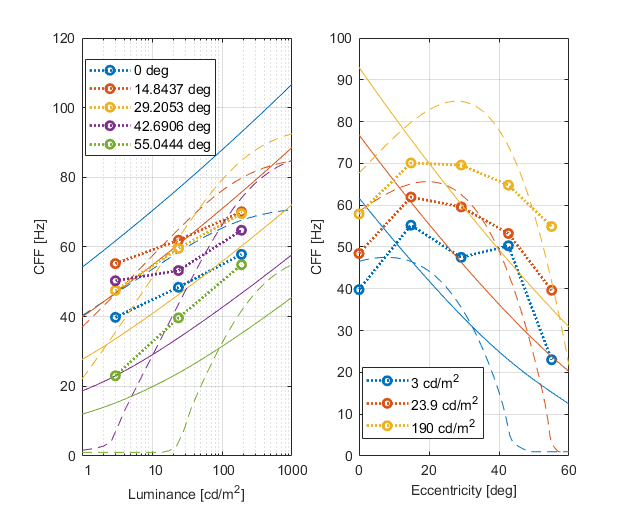 CFF [Hz]
120
100
80
60
40
20
0
0 deg
14.8437 deg
29.2053 deg
42.6906 deg
55.0444 deg
1 10 100 1000
Luminance [cd/m²]
CFF [Hz]
100
90
80
70
60
50
40
30
20
10
0
3 cd/m²
23.9 cd/m²
190 cd/m²
0 20 40 60
Eccentricity [deg]